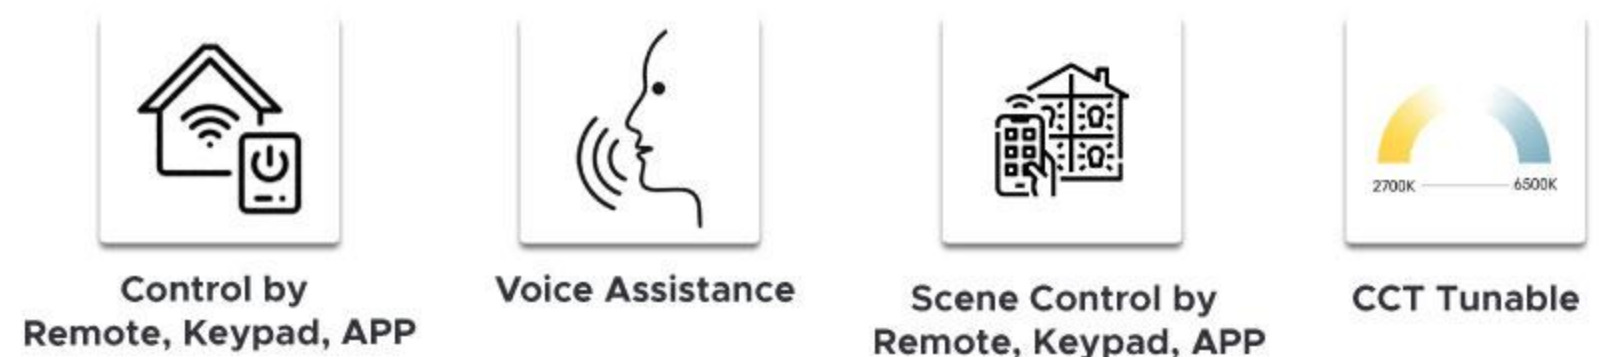 2700K
6500K
Control by
Remote, Keypad, APP
Voice Assistance
Scene Control by
Remote, Keypad, APP
CCT Tunable